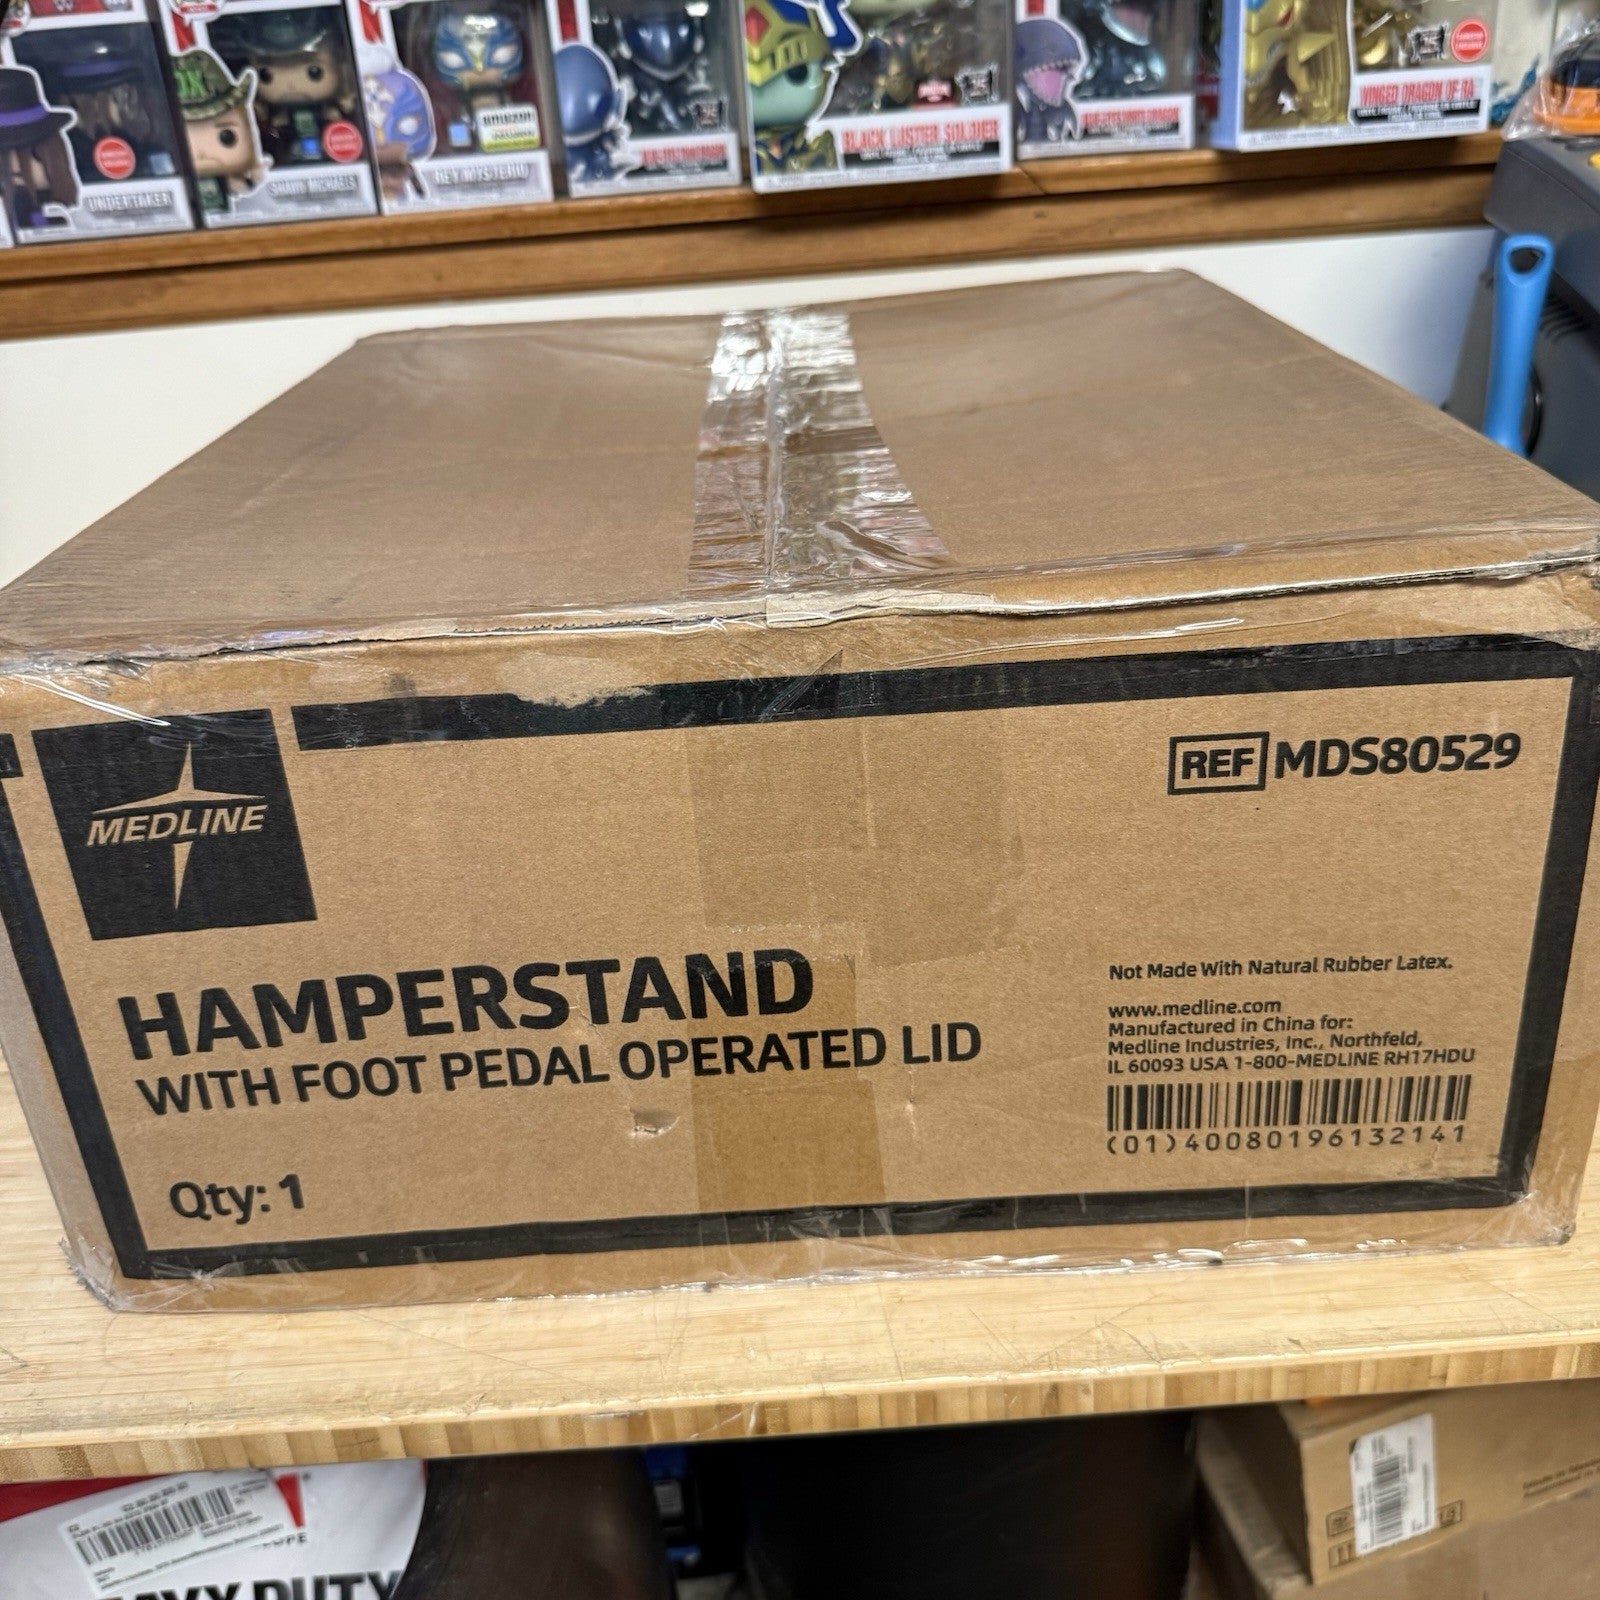 UNDERTAKER
SHAWN MICHAELS
amazon
REY MYSTERIO
BLACK LUSTER SOLDIER
WINGED DRAGON OF RA
MEDLINE
REF MDS80529
HAMPERSTAND
WITH FOOT PEDAL OPERATED LID
Qty: 1
Not Made With Natural Rubber Latex.
www.medline.com
Manufactured in China for:
Medline Industries, Inc., Northfeld,
IL 60093 USA 1-800-MEDLINE RH17HDU
(01)40080196132141